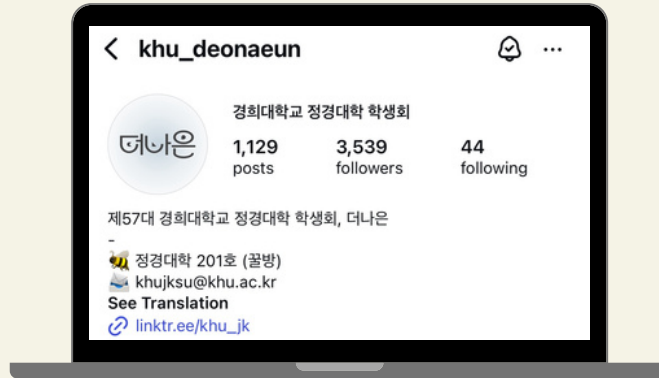 khu_deonaeun
경희대학교 정경대학 학생회
더나은
1,129 3,539 44
posts followers following
제57대 경희대학교 정경대학 학생회, 더나은
-
정경대학 201호 (꿀방)
khujksu@khu.ac.kr
See Translation
linktr.ee/khu_jk